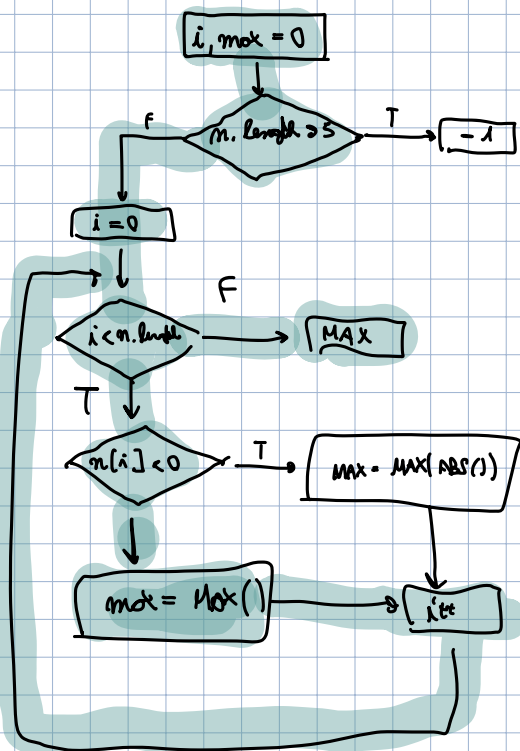 i, max = 0
n. length > 5
T
- 1
F
i = 0
F
i < n. length
MAX
T
n[i] < 0
T
MAX = MAX(ABS())
max = Max()
i++